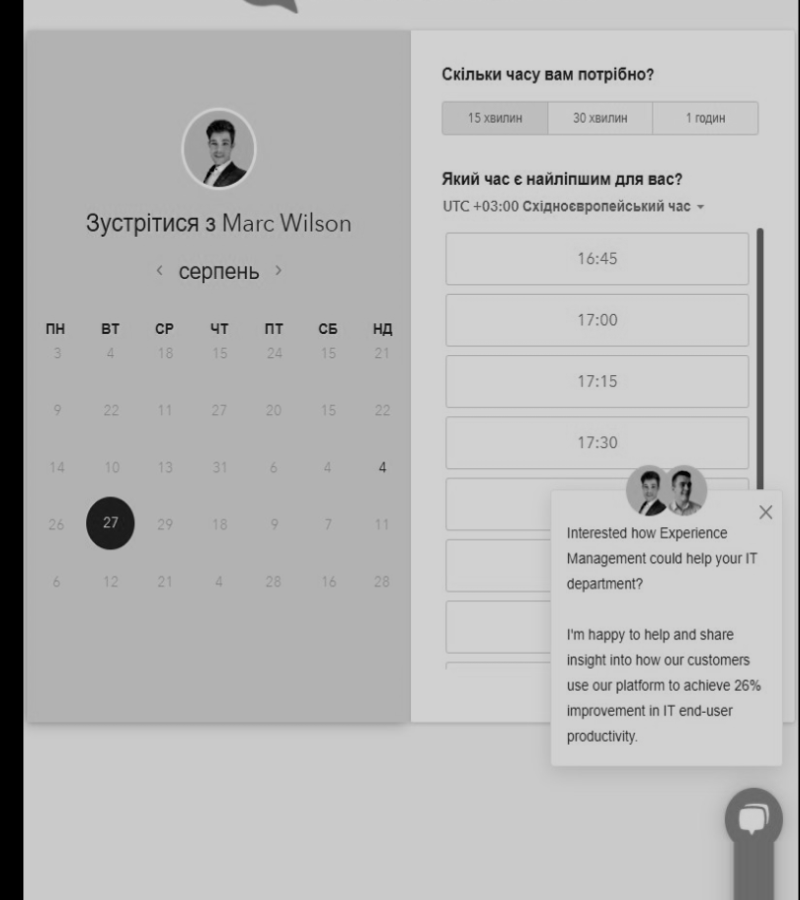 Зустрітися з Marc Wilson
‹ серпень ›
ПН ВТ СР ЧТ ПТ СБ НД
3 4 18 15 24 15 21
9 22 11 27 20 15 22
14 10 13 31 6 4 4
26 27 29 18 9 7 11
6 12 21 4 28 16 28
Скільки часу вам потрібно?
15 хвилин 30 хвилин 1 годин
Який час є найліпшим для вас?
UTC +03:00 Східноєвропейський час
16:45
17:00
17:15
17:30
Interested how Experience
Management could help your IT
department?
I'm happy to help and share
insight into how our customers
use our platform to achieve 26%
improvement in IT end-user
productivity.